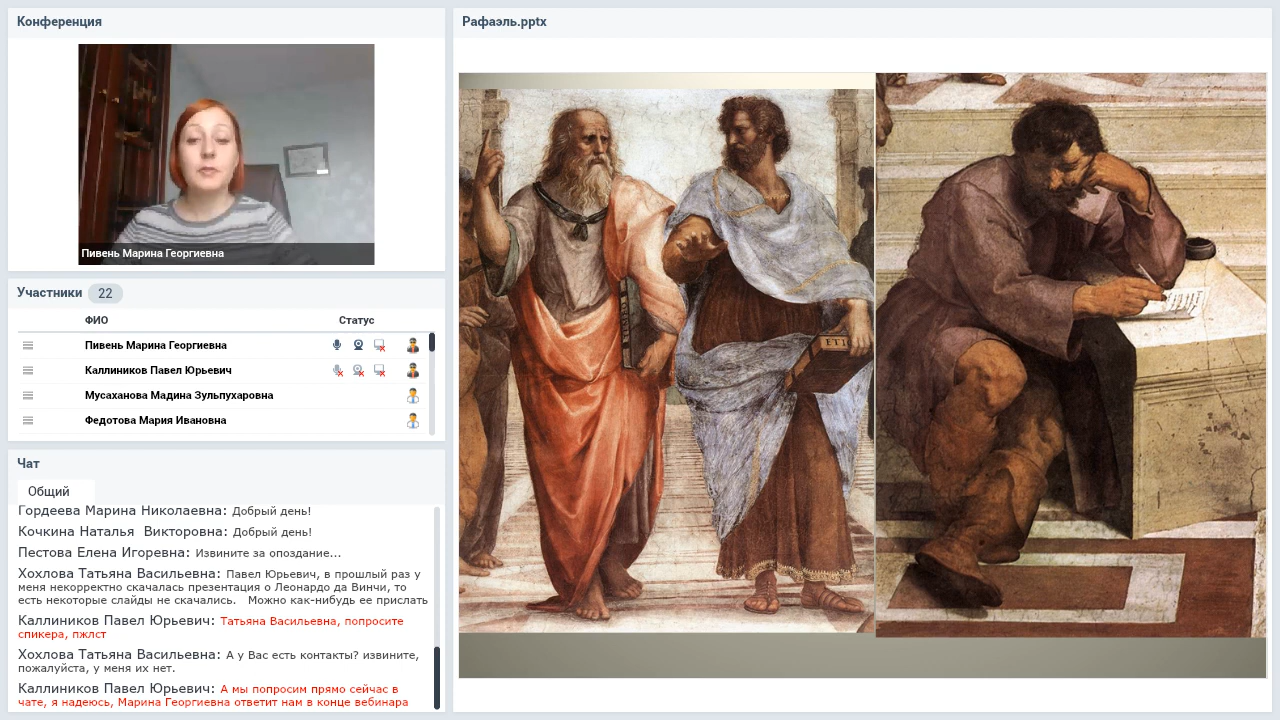 Конференция
Пивень Марина Георгиевна
Участники 22
ФИО Статус
Пивень Марина Георгиевна
Каллиников Павел Юрьевич
Мусаханова Мадина Зульпухаровна
Федотова Мария Ивановна
Чат
Общий
Гордеева Марина Николаевна: Добрый день!
Кочкина Наталья Викторовна: Добрый день!
Пестова Елена Игоревна: Извините за опоздание...
Хохлова Татьяна Васильевна: Павел Юрьевич, в прошлый раз у
меня некорректно скачалась презентация о Леонардо да Винчи, то
есть некоторые слайды не скачались. Можно как-нибудь ее прислать
Каллиников Павел Юрьевич: Татьяна Васильевна, попросите
спикера, пжлст
Хохлова Татьяна Васильевна: А у Вас есть контакты? извините,
пожалуйста, у меня их нет.
Каллиников Павел Юрьевич: А мы попросим прямо сейчас в
чате, я надеюсь, Марина Георгиевна ответит нам в конце вебинара
Рафаэль.pptx
ETI